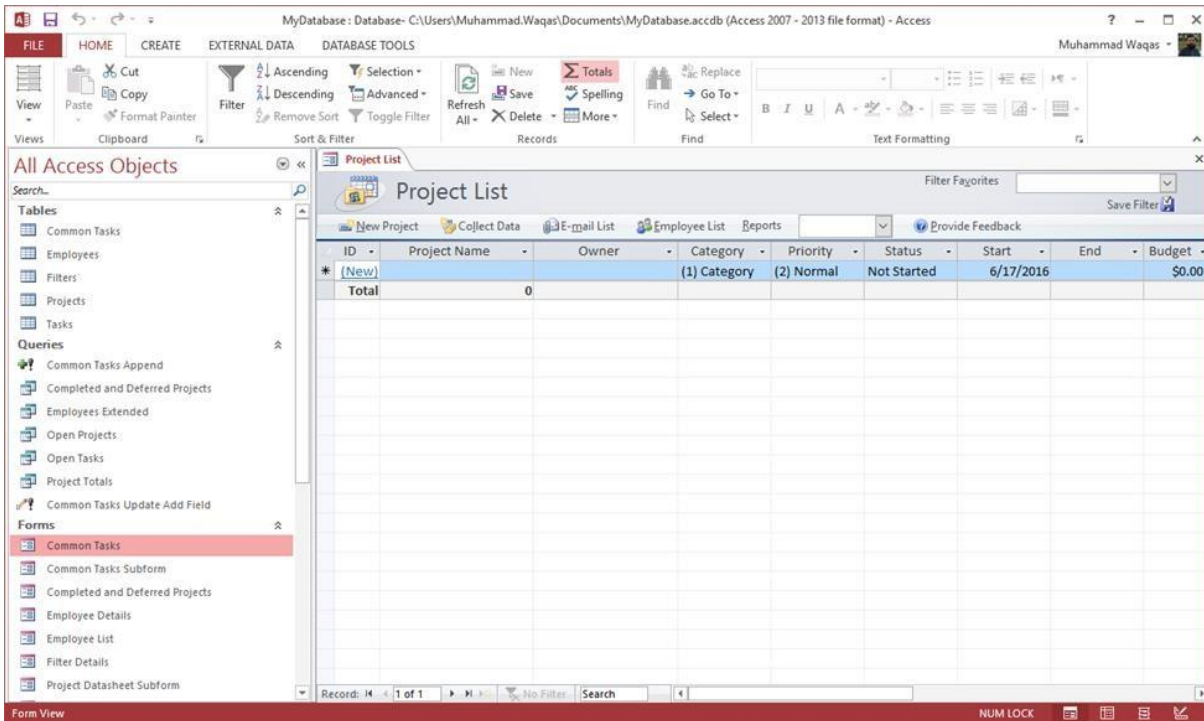 MyDatabase : Database- C:\Users\Muhammad.Waqas\Documents\MyDatabase.accdb (Access 2007 - 2013 file format) - Access
FILE HOME CREATE EXTERNAL DATA DATABASE TOOLS Muhammad Waqas
View
Views
Paste
Cut
Copy
Format Painter
Clipboard
Filter
Ascending
Descending
Remove Sort
Selection
Advanced
Toggle Filter
Sort & Filter
Refresh
All
New
Save
Delete
Totals
Spelling
More
Records
Find
Replace
Go To
Select
Find
B I U A
Text Formatting
All Access Objects
Search...
Tables
Common Tasks
Employees
Filters
Projects
Tasks
Queries
Common Tasks Append
Completed and Deferred Projects
Employees Extended
Open Projects
Open Tasks
Project Totals
Common Tasks Update Add Field
Forms
Common Tasks
Common Tasks Subform
Completed and Deferred Projects
Employee Details
Employee List
Filter Details
Project Datasheet Subform
Project List
Project List
Filter Favorites
Save Filter
New Project Collect Data E-mail List Employee List Reports Provide Feedback
ID Project Name Owner Category Priority Status Start End Budget
* (New) (1) Category (2) Normal Not Started 6/17/2016 $0.00
Total 0
Record: 1 of 1 No Filter Search
Form View NUM LOCK